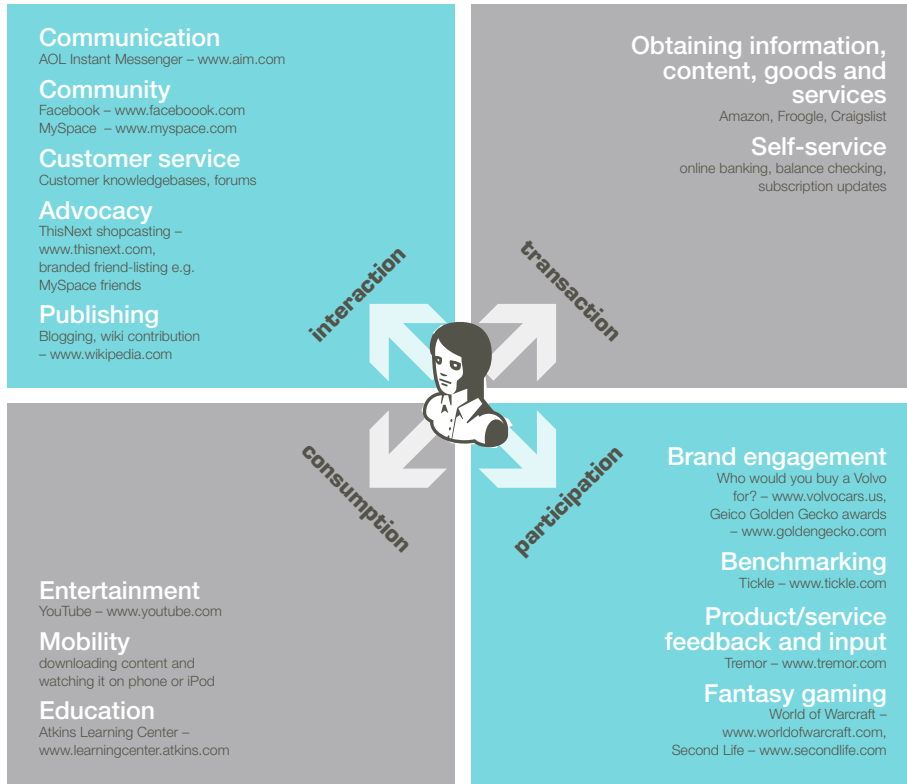 Communication
AOL Instant Messenger – www.aim.com
Community
Facebook – www.faceboook.com
MySpace – www.myspace.com
Customer service
Customer knowledgebases, forums
Advocacy
ThisNext shopcasting –
www.thisnext.com,
branded friend-listing e.g.
MySpace friends
Publishing
Blogging, wiki contribution
– www.wikipedia.com
interaction
Obtaining information,
content, goods and
services
Amazon, Froogle, Craigslist
Self-service
online banking, balance checking,
subscription updates
transaction
consumption
Entertainment
YouTube – www.youtube.com
Mobility
downloading content and
watching it on phone or iPod
Education
Atkins Learning Center –
www.learningcenter.atkins.com
participation
Brand engagement
Who would you buy a Volvo
for? – www.volvocars.us,
Geico Golden Gecko awards
– www.goldengecko.com
Benchmarking
Tickle – www.tickle.com
Product/service
feedback and input
Tremor – www.tremor.com
Fantasy gaming
World of Warcraft –
www.worldofwarcraft.com,
Second Life – www.secondlife.com